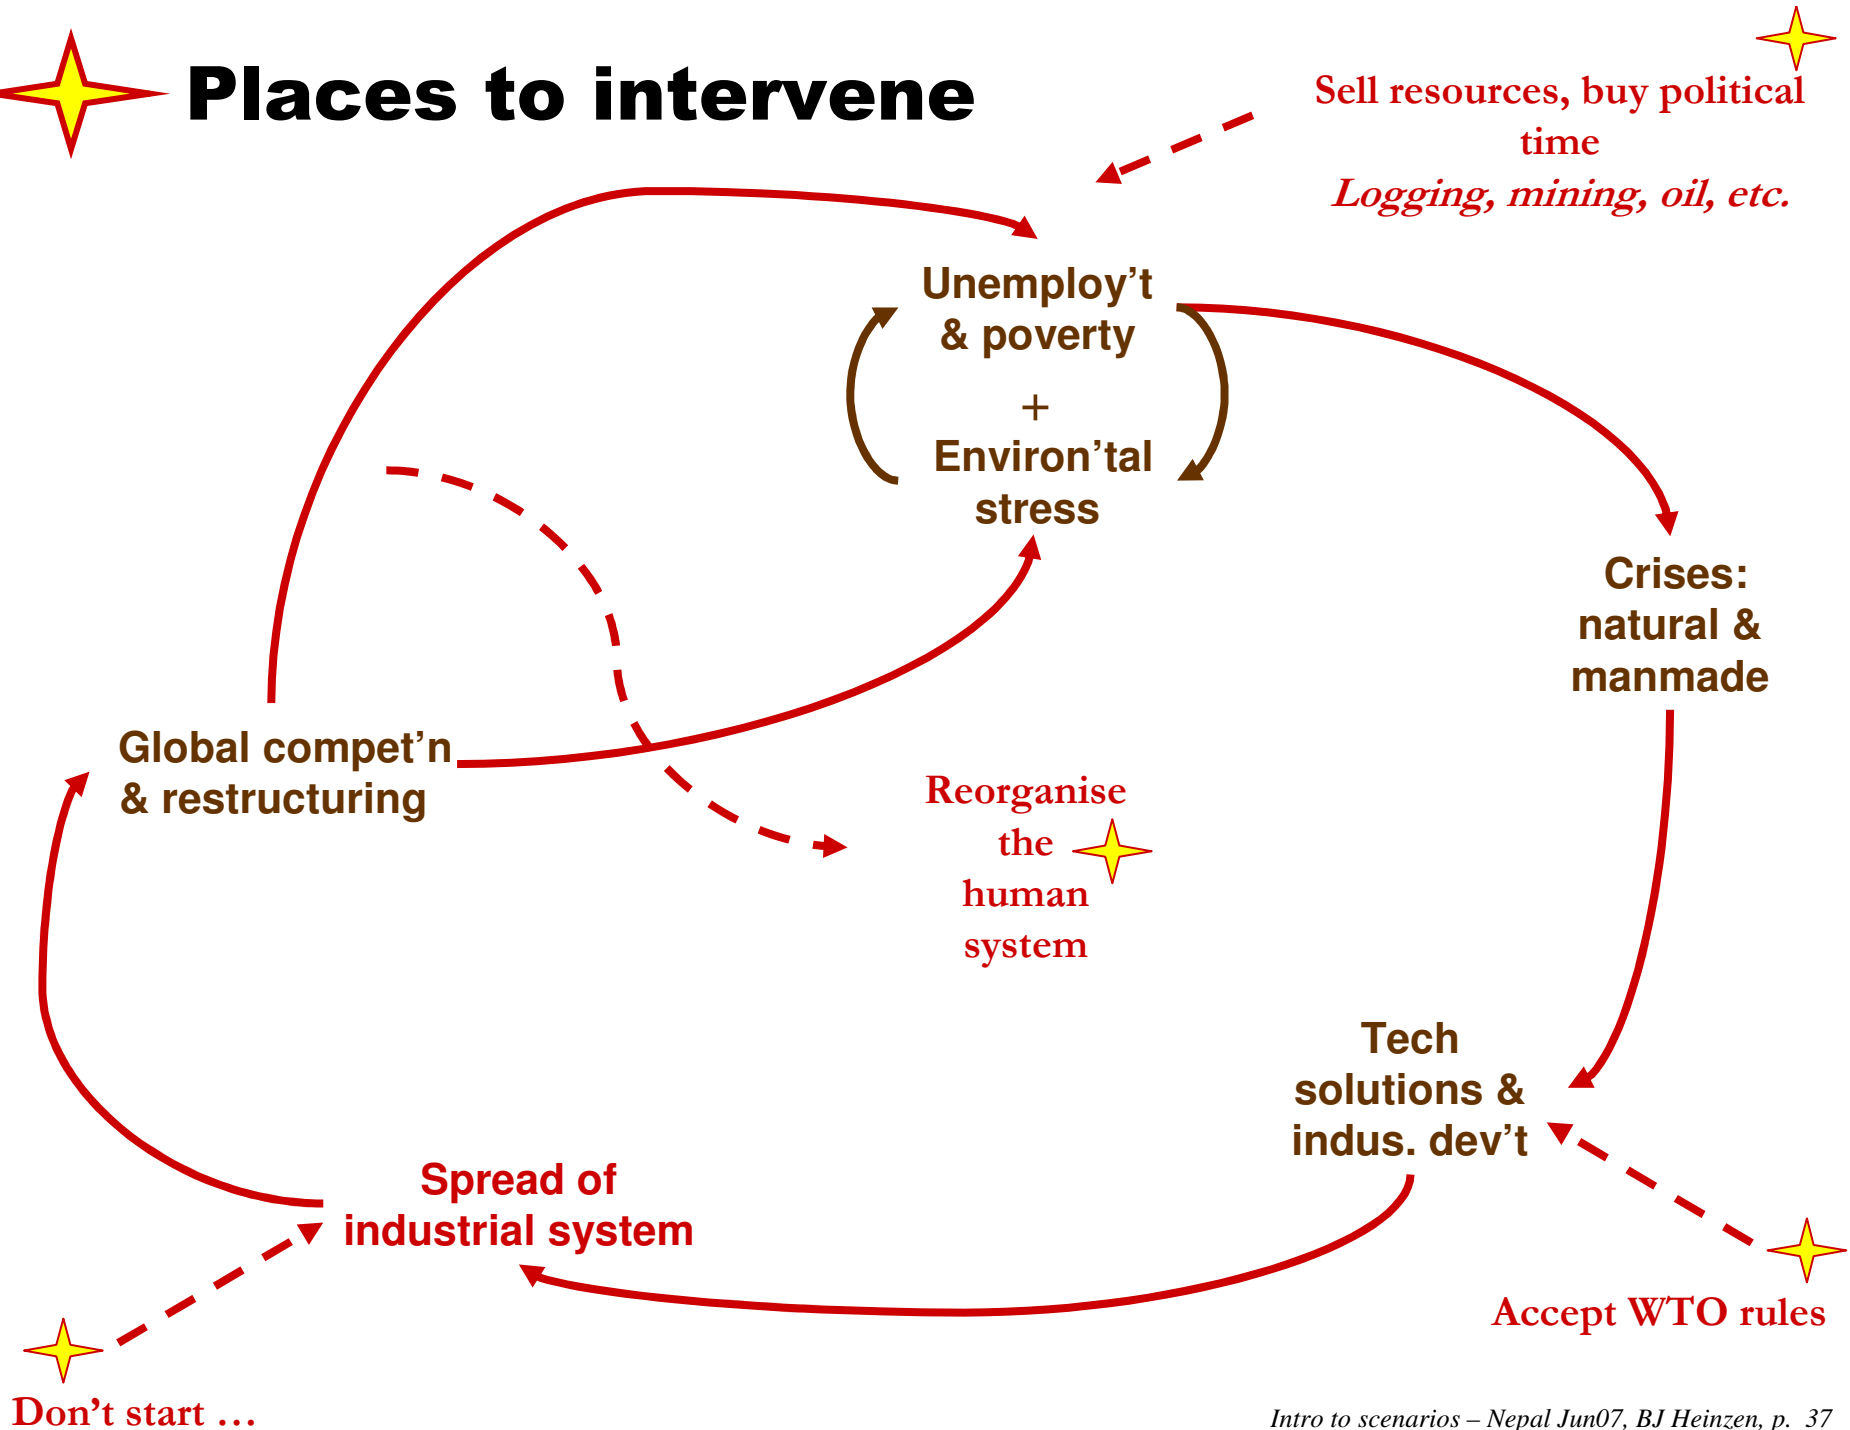 Places to intervene
Sell resources, buy political
time
Logging, mining, oil, etc.
Unemploy’t
& poverty
+
Environ’tal
stress
Crises:
natural &
manmade
Global compet’n
& restructuring
Reorganise
the
human
system
Tech
solutions &
indus. dev’t
Spread of
industrial system
Accept WTO rules
Don’t start …
Intro to scenarios – Nepal Jun07, BJ Heinzen, p. 37